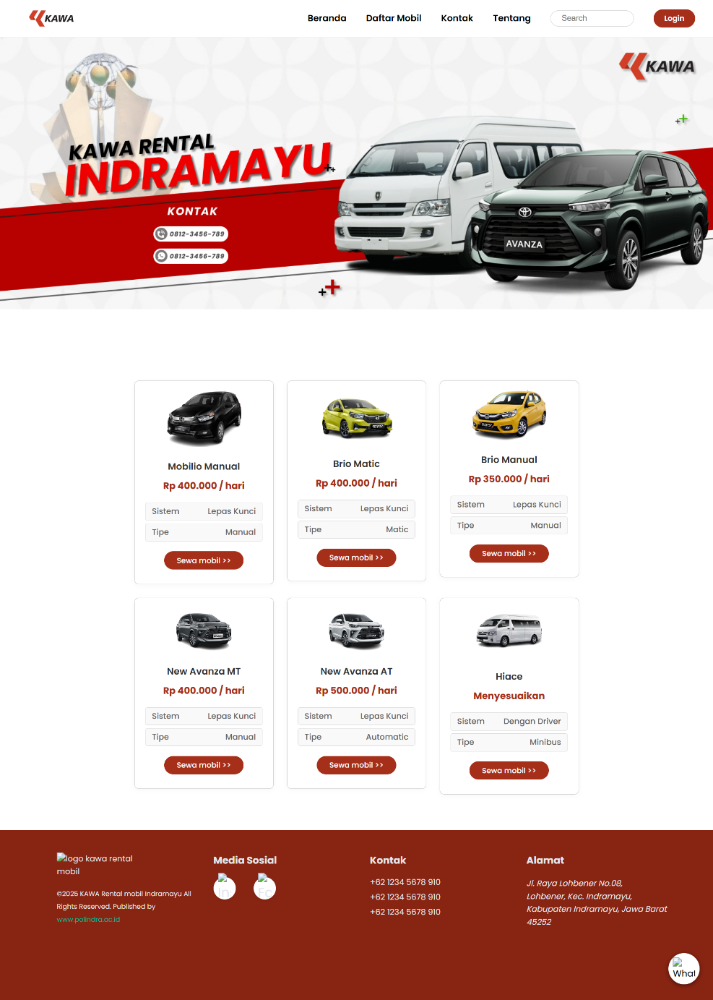 KAWA
Beranda
Daftar Mobil
Kontak
Tentang
Search
Login
KAWA
KAWA RENTAL
INDRAMAYU
KONTAK
0812-3456-789
0812-3456-789
AVANZA
Mobilio Manual
Rp 400.000 / hari
Sistem Lepas Kunci
Tipe Manual
Sewa mobil >>
Brio Matic
Rp 400.000 / hari
Sistem Lepas Kunci
Tipe Matic
Sewa mobil >>
Brio Manual
Rp 350.000 / hari
Sistem Lepas Kunci
Tipe Manual
Sewa mobil >>
New Avanza MT
Rp 400.000 / hari
Sistem Lepas Kunci
Tipe Manual
Sewa mobil >>
New Avanza AT
Rp 500.000 / hari
Sistem Lepas Kunci
Tipe Automatic
Sewa mobil >>
Hiace
Menyesuaikan
Sistem Dengan Driver
Tipe Minibus
Sewa mobil >>
logo kawa rental
mobil
©2025 KAWA Rental mobil Indramayu All
Rights Reserved. Published by
www.polindra.ac.id
Media Sosial
Kontak
+62 1234 5678 910
+62 1234 5678 910
+62 1234 5678 910
Alamat
Jl. Raya Lohbener No.08,
Lohbener, Kec. Indramayu,
Kabupaten Indramayu, Jawa Barat
45252